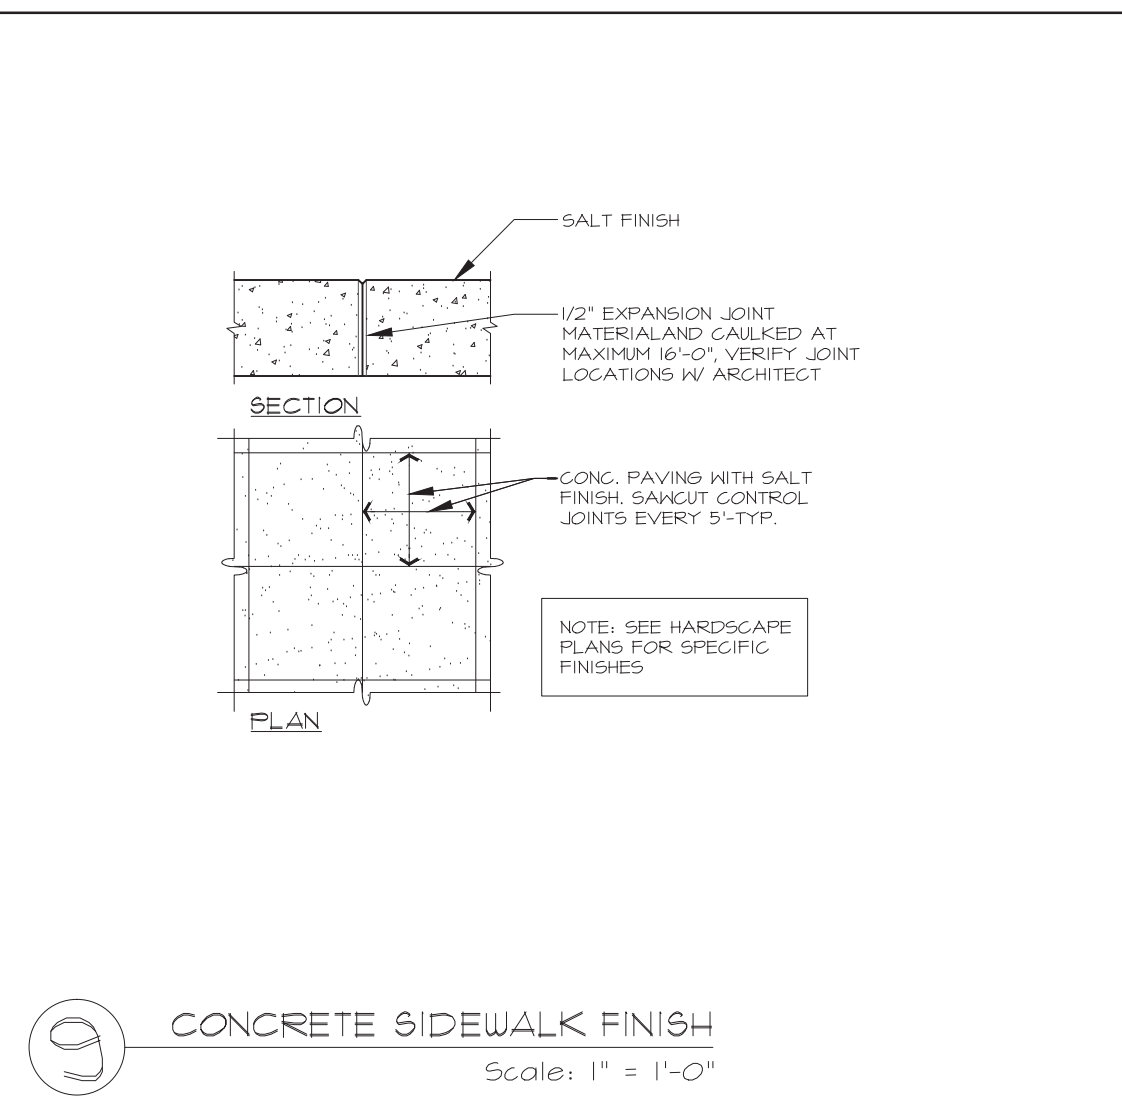 SALT FINISH
1/2" EXPANSION JOINT
MATERIALAND CAULKED AT
MAXIMUM 16'-0", VERIFY JOINT
LOCATIONS W/ ARCHITECT
SECTION
CONC. PAVING WITH SALT
FINISH. SAWCUT CONTROL
JOINTS EVERY 5'-TYP.
NOTE: SEE HARDSCAPE
PLANS FOR SPECIFIC
FINISHES
PLAN
9
CONCRETE SIDEWALK FINISH
Scale: 1" = 1'-0"